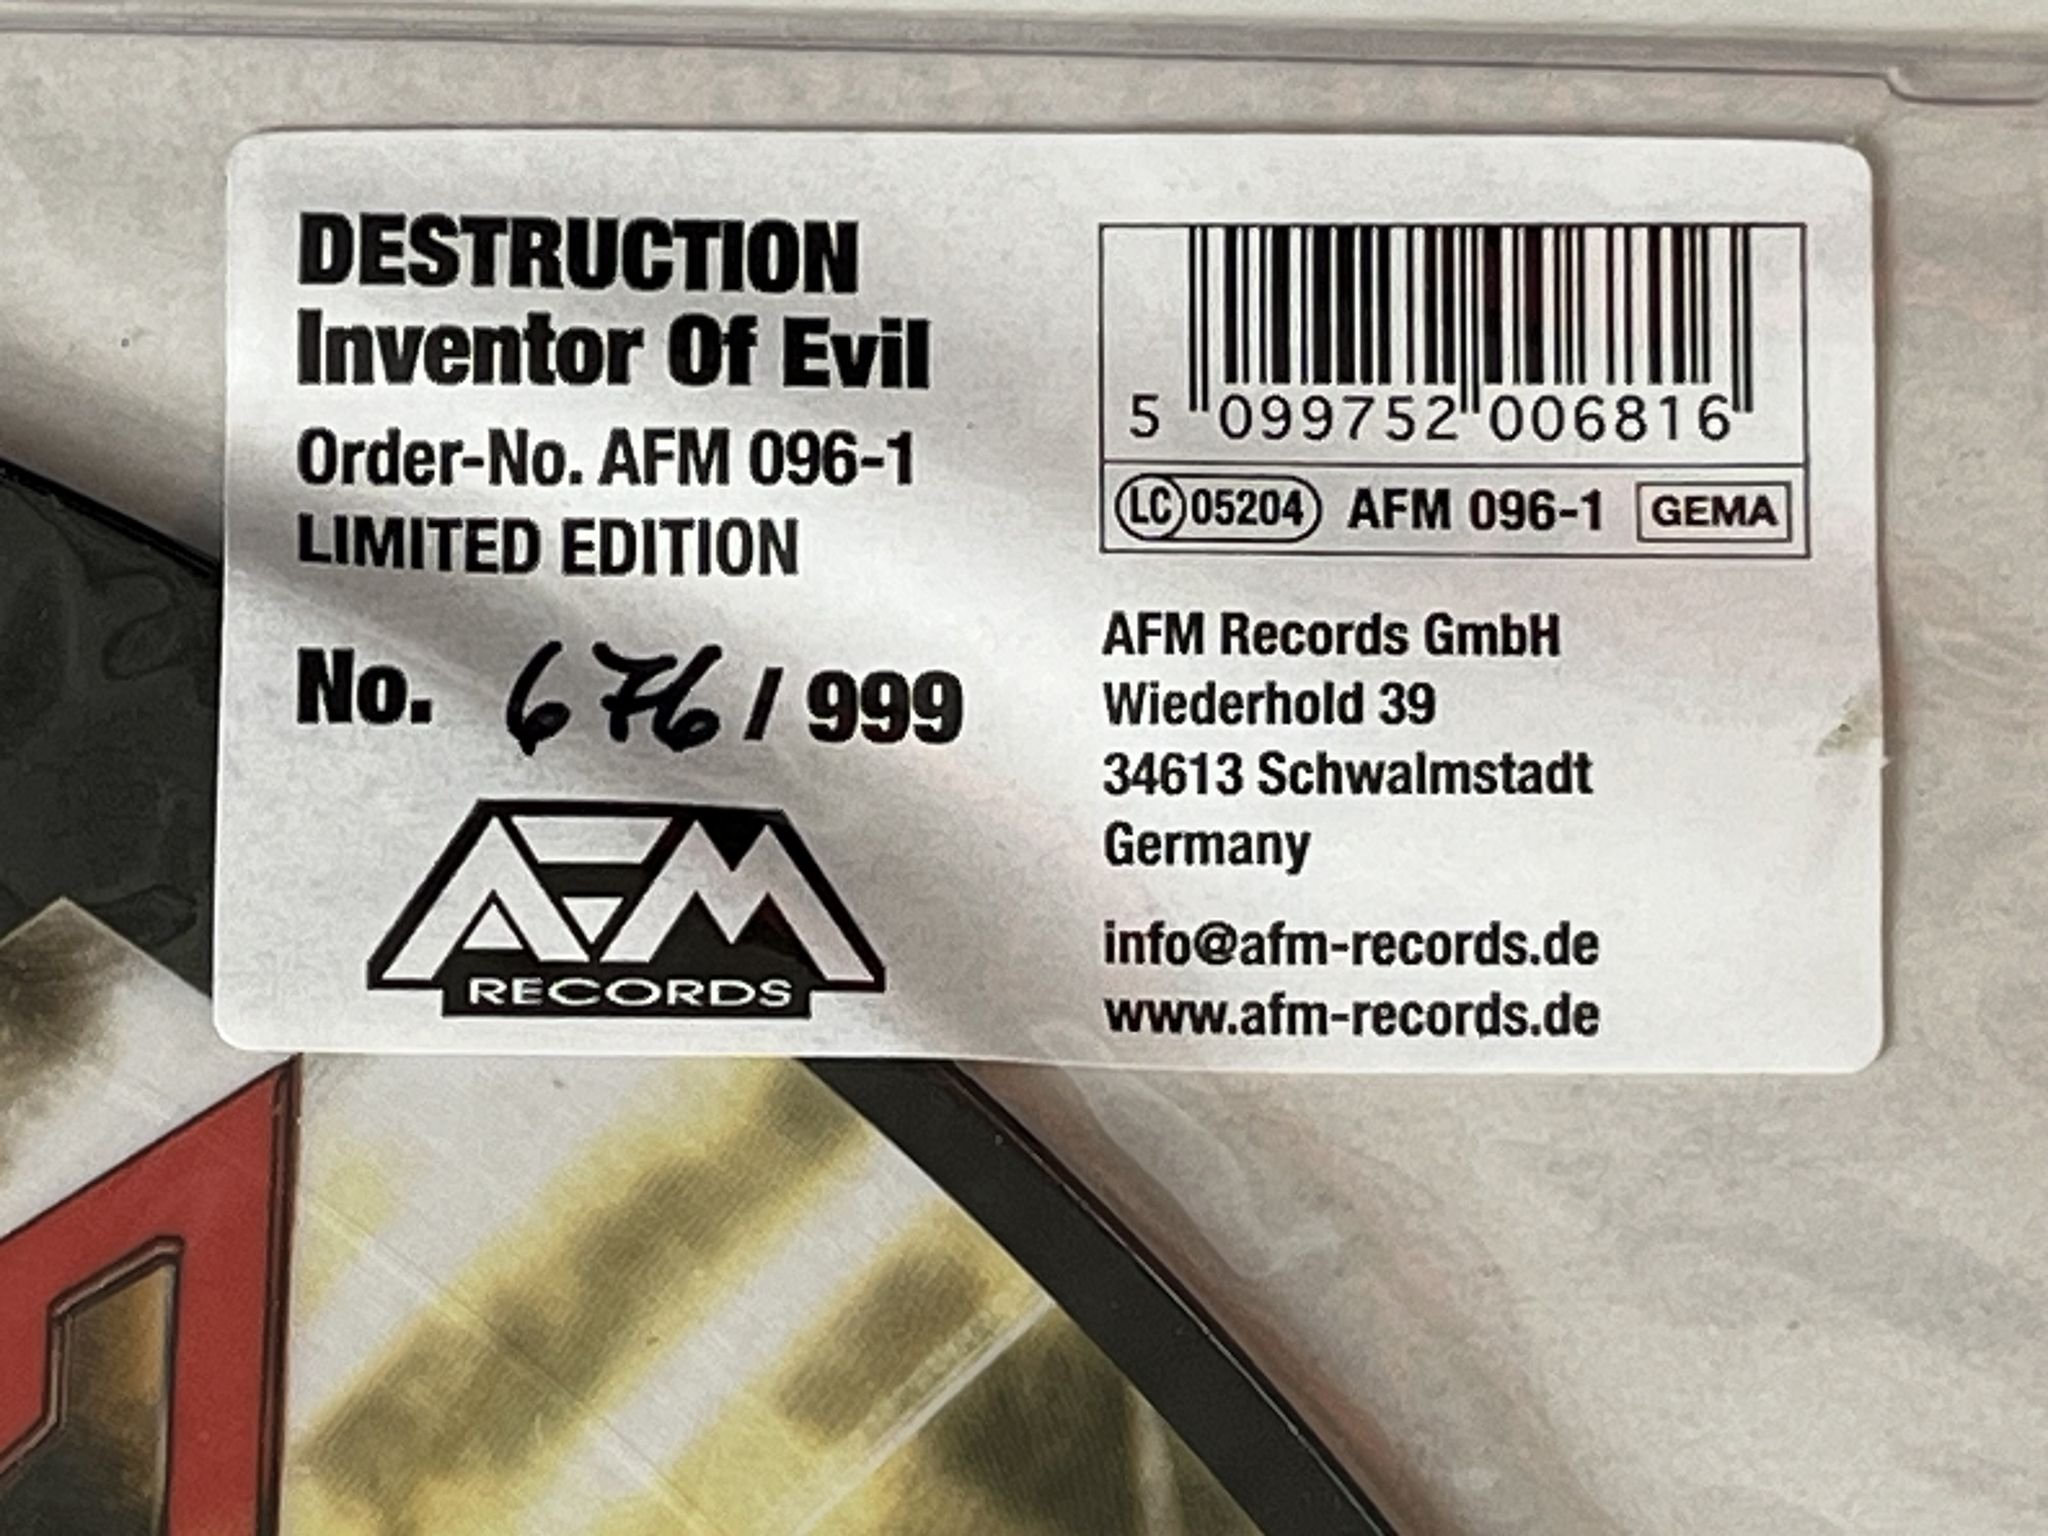 DESTRUCTION
Inventor Of Evil
Order-No. AFM 096-1
LIMITED EDITION
No. 676 / 999
AFM
RECORDS
5 099752 006816
LC 05204 AFM 096-1 GEMA
AFM Records GmbH
Wiederhold 39
34613 Schwalmstadt
Germany
info@afm-records.de
www.afm-records.de